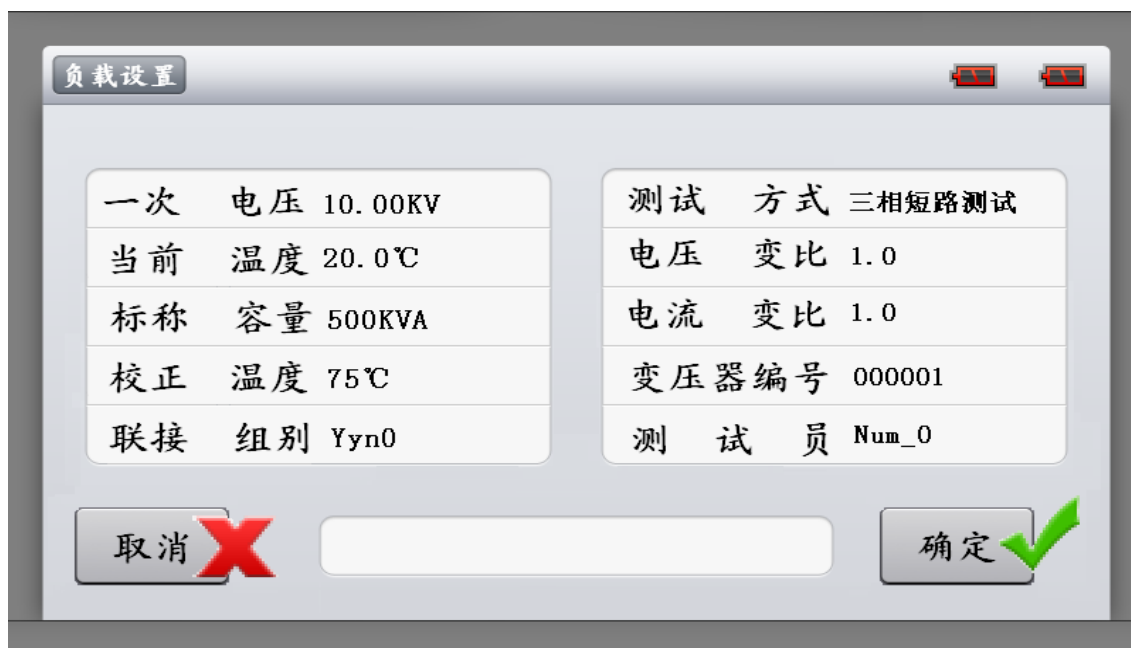 负载设置
一次 电压 10.00KV
当前 温度 20.0℃
标称 容量 500KVA
校正 温度 75℃
联接 组别 Yyn0
测试 方式 三相短路测试
电压 变比 1.0
电流 变比 1.0
变压器编号 000001
测 试 员 Num_0
取消
确定